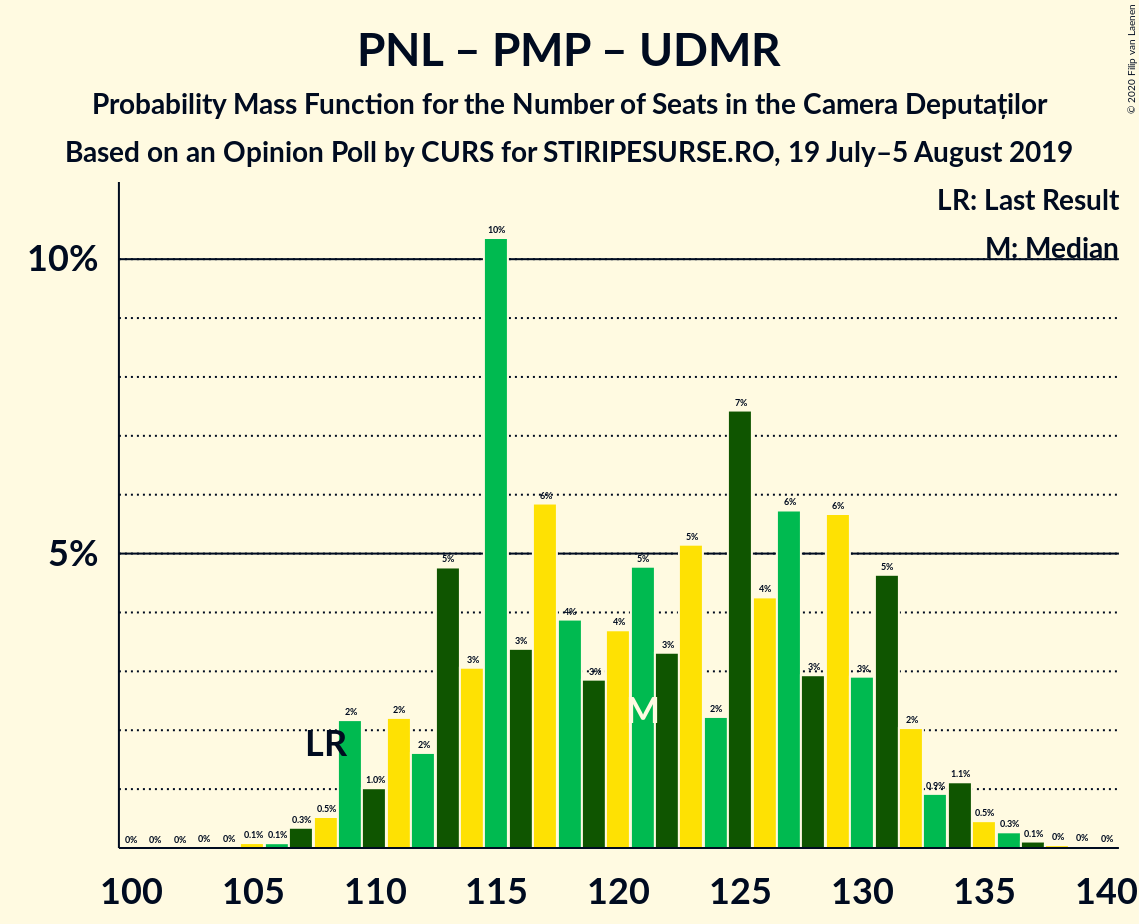 PNL – PMP – UDMR
Probability Mass Function for the Number of Seats in the Camera Deputaților
Based on an Opinion Poll by CURS for STIRIPESURSE.RO, 19 July–5 August 2019
© 2020 Filip van Laenen
LR: Last Result
M: Median
10%
5%
0% 0% 0% 0% 0% 0.1% 0.1% 0.3% 0.5% 2% 1.0% 2% 2% 5% 3% 10% 3% 6% 4% 3% 4% 5% 3% 5% 2% 7% 4% 6% 3% 6% 3% 5% 2% 0.9% 1.1% 0.5% 0.3% 0.1% 0% 0% 0%
LR
M
100 105 110 115 120 125 130 135 140